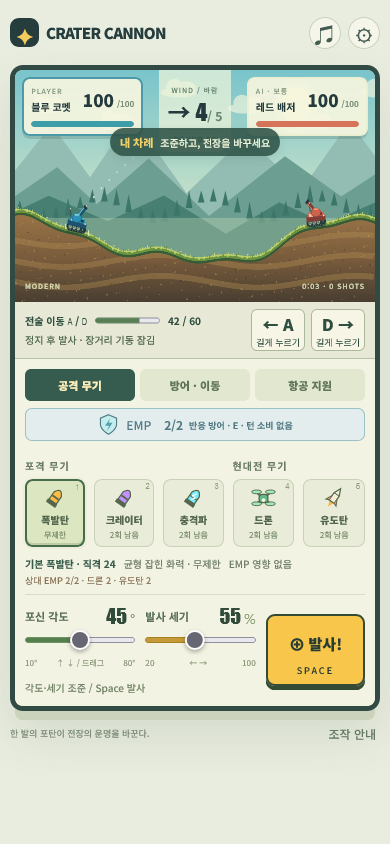 CRATER CANNON
PLAYER
블루 코멧 100 /100
WIND / 바람
→ 4 / 5
AI · 보통
레드 배저 100 /100
내 차례 조준하고, 전장을 바꾸세요
MODERN
0:03 · 0 SHOTS
전술 이동 A / D 42 / 60
정지 후 발사 · 장거리 기동 잠김
← A
길게 누르기
D →
길게 누르기
공격 무기
방어 · 이동
항공 지원
EMP 2/2 반응 방어 · E · 턴 소비 없음
포격 무기
현대전 무기
1
폭발탄
무제한
2
크레이터
2회 남음
3
충격파
2회 남음
4
드론
2회 남음
5
유도탄
2회 남음
기본 폭발탄 · 직격 24 균형 잡힌 화력 · 무제한 EMP 영향 없음
상대 EMP 2/2 · 드론 2 · 유도탄 2
포신 각도 45 °
10° ↑ ↓ / 드래그 80°
발사 세기 55 %
20 ← → 100
발사!
SPACE
각도·세기 조준 / Space 발사
한 발의 포탄이 전장의 운명을 바꾼다.
조작 안내